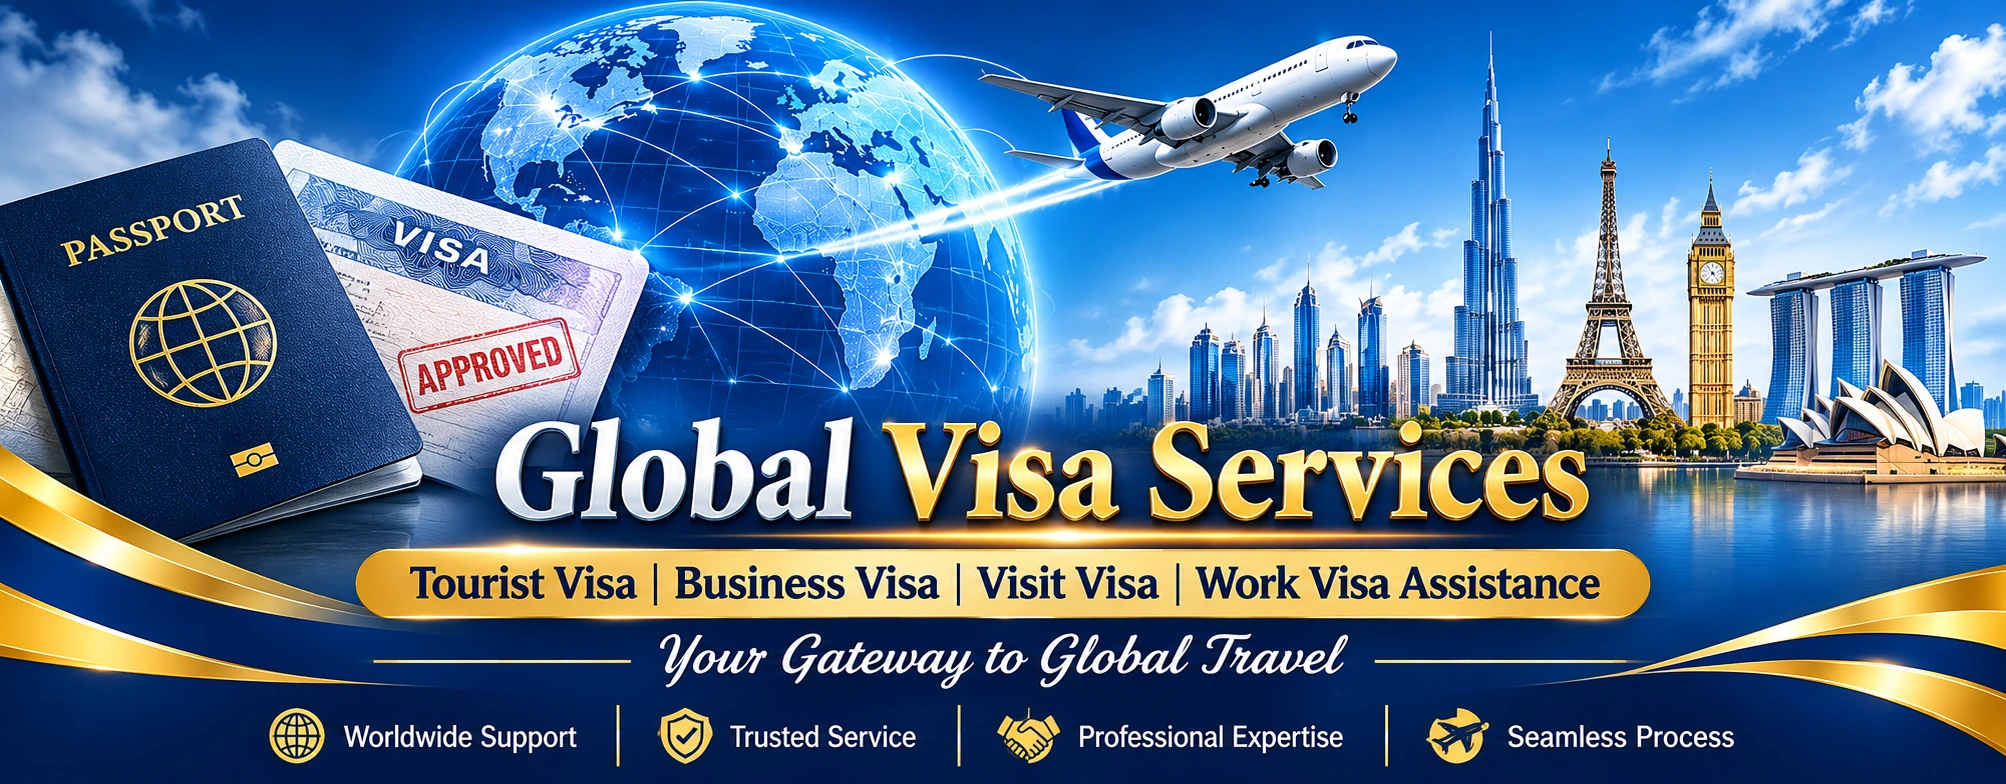 PASSPORT
VISA
APPROVED
Global Visa Services
Tourist Visa | Business Visa | Visit Visa | Work Visa Assistance
Your Gateway to Global Travel
Worldwide Support | Trusted Service | Professional Expertise | Seamless Process